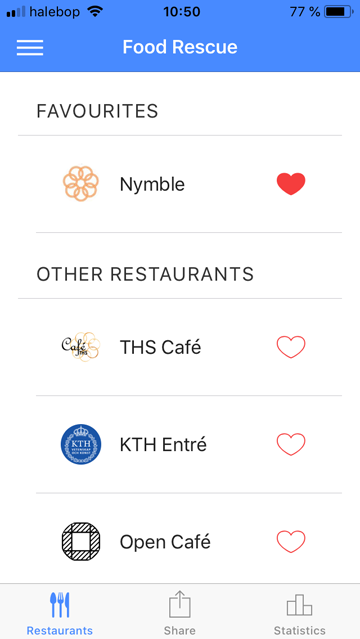 halebop 10:50 77 %
Food Rescue
FAVOURITES
Nymble
OTHER RESTAURANTS
Café THS THS Café
KTH KTH Entré
Open Café
Restaurants Share Statistics